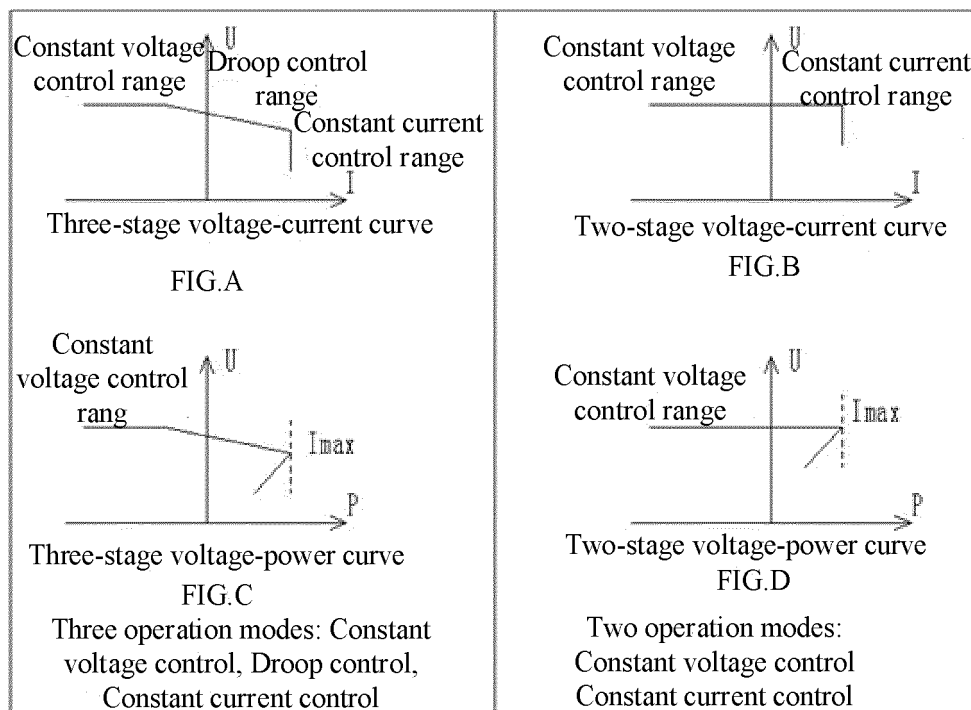 U
Constant voltage
control range
Droop control
range
Constant current
control range
I
Three-stage voltage-current curve
FIG.A
U
Constant voltage
control range
Constant current
control range
I
Two-stage voltage-current curve
FIG.B
Constant
voltage control
rang
U
Imax
P
Three-stage voltage-power curve
FIG.C
Three operation modes: Constant
voltage control, Droop control,
Constant current control
U
Constant voltage
control range
Imax
P
Two-stage voltage-power curve
FIG.D
Two operation modes:
Constant voltage control
Constant current control